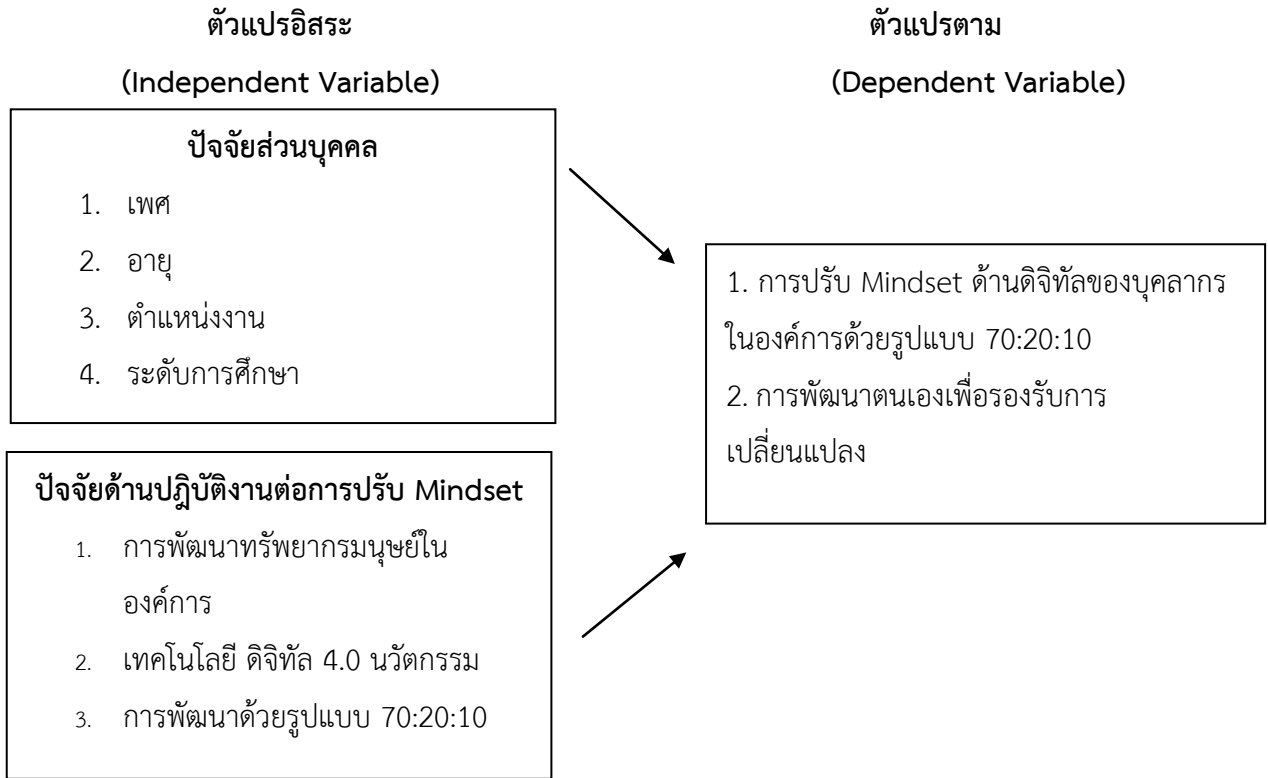 ตัวแปรอิสระ
(Independent Variable)
ปัจจัยส่วนบุคคล
1. เพศ
2. อายุ
3. ตำแหน่งงาน
4. ระดับการศึกษา
ปัจจัยด้านปฎิบัติงานต่อการปรับ Mindset
1. การพัฒนาทรัพยากรมนุษย์ใน
องค์การ
2. เทคโนโลยี ดิจิทัล 4.0 นวัตกรรม
3. การพัฒนาด้วยรูปแบบ 70:20:10
ตัวแปรตาม
(Dependent Variable)
1. การปรับ Mindset ด้านดิจิทัลของบุคลากร
ในองค์การด้วยรูปแบบ 70:20:10
2. การพัฒนาตนเองเพื่อรองรับการ
เปลี่ยนแปลง